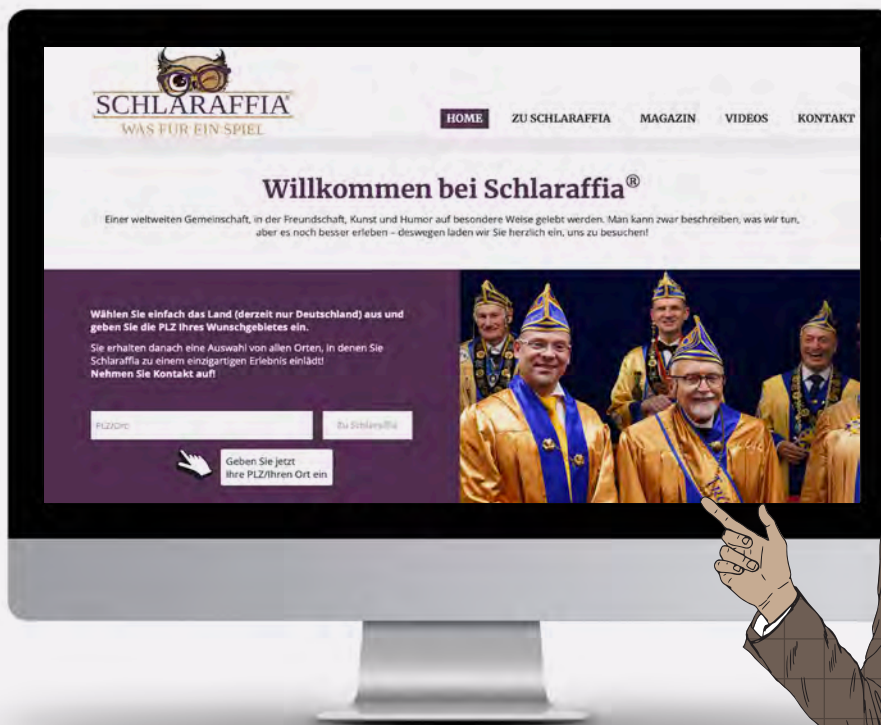 SCHLARAFFIA®
WAS FÜR EIN SPIEL
HOME ZU SCHLARAFFIA MAGAZIN VIDEOS KONTAKT
Willkommen bei Schlaraffia®
Einer weltweiten Gemeinschaft, in der Freundschaft, Kunst und Humor auf besondere Weise gelebt werden. Man kann zwar beschreiben, was wir tun,
aber es noch besser erleben – deswegen laden wir Sie herzlich ein, uns zu besuchen!
Wählen Sie einfach das Land (derzeit nur Deutschland) aus und
geben Sie die PLZ Ihres Wunschgebietes ein.
Sie erhalten danach eine Auswahl von allen Orten, in denen Sie
Schlaraffia zu einem einzigartigen Erlebnis einlädt!
Nehmen Sie Kontakt auf!
PLZ/Ort
Zu Schlaraffia
Geben Sie jetzt
Ihre PLZ/Ihren Ort ein